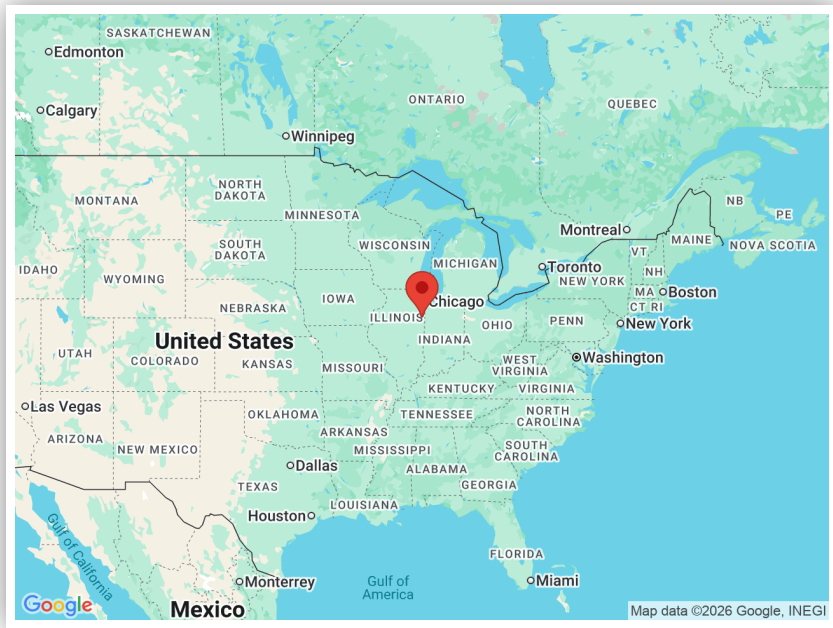 SASKATCHEWAN
Edmonton
Calgary
ONTARIO
QUEBEC
Winnipeg
NORTH
DAKOTA
MONTANA
MINNESOTA
NB
PE
Montreal
MAINE
NOVA SCOTIA
SOUTH
DAKOTA
WISCONSIN
MICHIGAN
Toronto
VT
NH
IDAHO
WYOMING
NEW YORK
MA
Boston
CT RI
IOWA
Chicago
NEBRASKA
ILLINOIS
OHIO
PENN
New York
United States
INDIANA
UTAH
COLORADO
KANSAS
MISSOURI
WEST
VIRGINIA
Washington
KENTUCKY
VIRGINIA
Las Vegas
OKLAHOMA
TENNESSEE
NORTH
CAROLINA
ARIZONA
NEW MEXICO
ARKANSAS
MISSISSIPPI
SOUTH
CAROLINA
Dallas
ALABAMA
GEORGIA
TEXAS
LOUISIANA
Houston
Gulf of California
FLORIDA
Monterrey
Gulf of
America
Miami
Google
Mexico
Map data ©2026 Google, INEGI